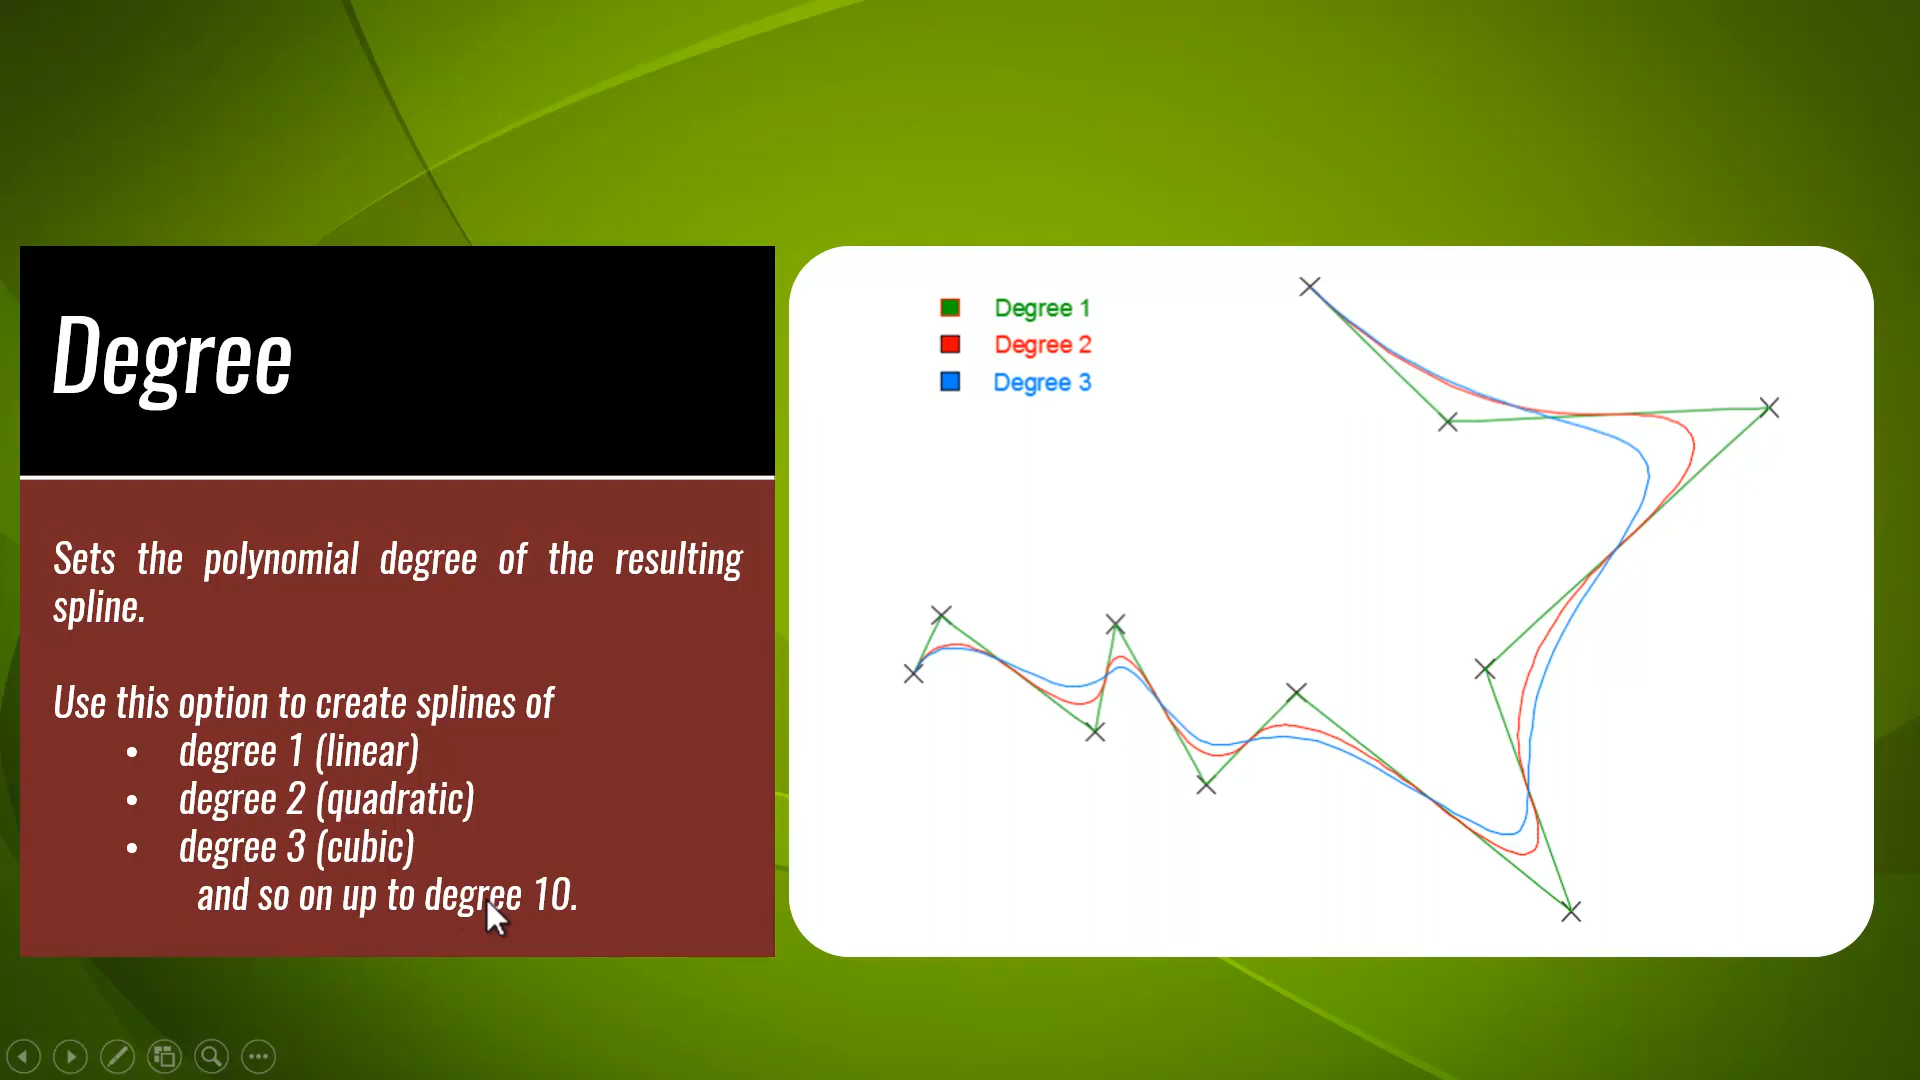 Degree
Sets the polynomial degree of the resulting
spline.
Use this option to create splines of
• degree 1 (linear)
• degree 2 (quadratic)
• degree 3 (cubic)
and so on up to degree 10.
Degree 1
Degree 2
Degree 3